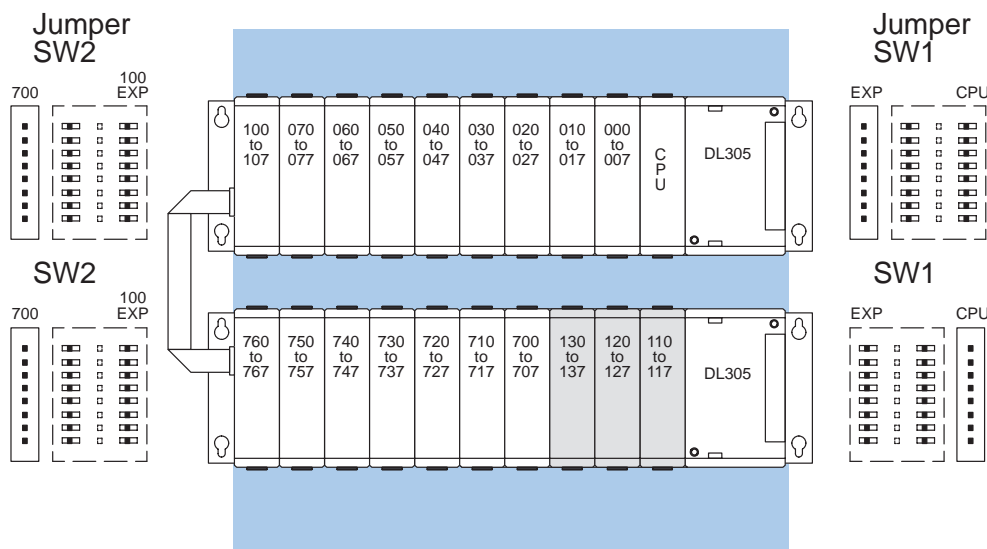 Jumper
SW2
700
100
EXP
Jumper
SW1
EXP
CPU
100
to
107
070
to
077
060
to
067
050
to
057
040
to
047
030
to
037
020
to
027
010
to
017
000
to
007
C
P
U
DL305
SW2
700
100
EXP
SW1
EXP
CPU
760
to
767
750
to
757
740
to
747
730
to
737
720
to
727
710
to
717
700
to
707
130
to
137
120
to
127
110
to
117
DL305